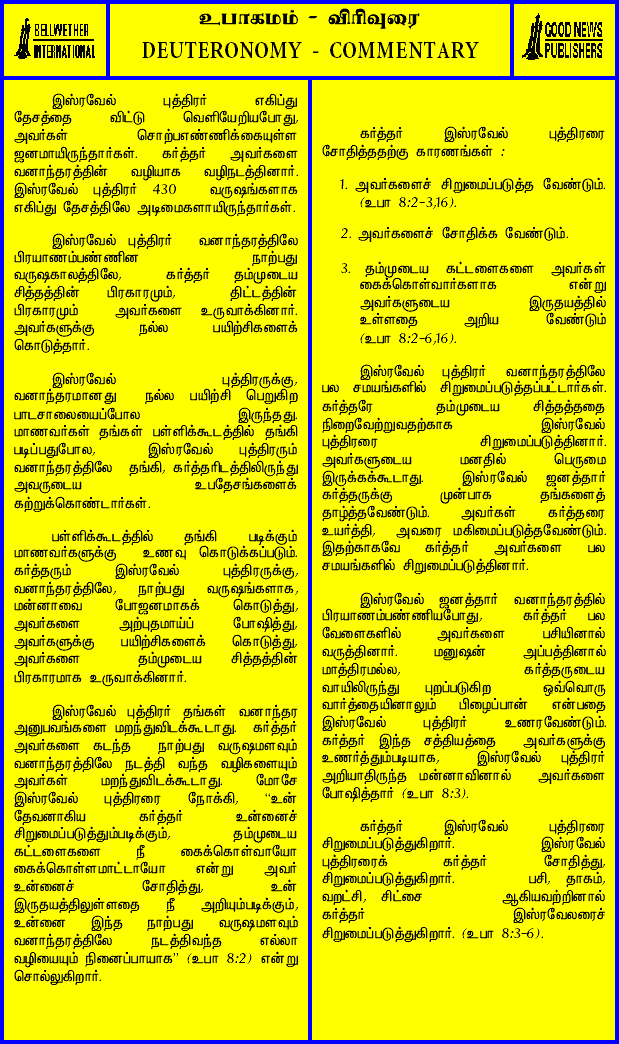 BELLWETHER
INTERNATIONAL
உபாகமம் - விரிவுரை
DEUTERONOMY - COMMENTARY
GOOD NEWS
PUBLISHERS
இஸ்ரவேல் புத்திரர் எகிப்து
தேசத்தை விட்டு வெளியேறியபோது,
அவர்கள் சொற்பஎண்ணிக்கையுள்ள
ஜனமாயிருந்தார்கள். கர்த்தர் அவர்களை
வனாந்தரத்தின் வழியாக வழிநடத்தினார்.
இஸ்ரவேல் புத்திரர் 430 வருஷங்களாக
எகிப்து தேசத்திலே அடிமைகளாயிருந்தார்கள்.
இஸ்ரவேல் புத்திரர் வனாந்தரத்திலே
பிரயாணம்பண்ணின நாற்பது
வருஷகாலத்திலே, கர்த்தர் தம்முடைய
சித்தத்தின் பிரகாரமும், திட்டத்தின்
பிரகாரமும் அவர்களை உருவாக்கினார்.
அவர்களுக்கு நல்ல பயிற்சிகளைக்
கொடுத்தார்.
இஸ்ரவேல் புத்திரருக்கு,
வனாந்தரமானது நல்ல பயிற்சி பெறுகிற
பாடசாலையைப்போல இருந்தது.
மாணவர்கள் தங்கள் பள்ளிக்கூடத்தில் தங்கி
படிப்பதுபோல, இஸ்ரவேல் புத்திரரும்
வனாந்தரத்திலே தங்கி, கர்த்தரிடத்திலிருந்து
அவருடைய உபதேசங்களைக்
கற்றுக்கொண்டார்கள்.
பள்ளிக்கூடத்தில் தங்கி படிக்கும்
மாணவர்களுக்கு உணவு கொடுக்கப்படும்.
கர்த்தரும் இஸ்ரவேல் புத்திரருக்கு,
வனாந்தரத்திலே, நாற்பது வருஷங்களாக,
மன்னாவை போஜனமாகக் கொடுத்து,
அவர்களை அற்புதமாய்ப் போஷித்து,
அவர்களுக்கு பயிற்சிகளைக் கொடுத்து,
அவர்களை தம்முடைய சித்தத்தின்
பிரகாரமாக உருவாக்கினார்.
இஸ்ரவேல் புத்திரர் தங்கள் வனாந்தர
அனுபவங்களை மறந்துவிடக்கூடாது. கர்த்தர்
அவர்களை கடந்த நாற்பது வருஷமளவும்
வனாந்தரத்திலே நடத்தி வந்த வழிகளையும்
அவர்கள் மறந்துவிடக்கூடாது. மோசே
இஸ்ரவேல் புத்திரரை நோக்கி, "உன்
தேவனாகிய கர்த்தர் உன்னைச்
சிறுமைப்படுத்தும்படிக்கும், தம்முடைய
கட்டளைகளை நீ கைக்கொள்வாயோ
கைக்கொள்ளமாட்டாயோ என்று அவர்
உன்னைச் சோதித்து, உன்
இருதயத்திலுள்ளதை நீ அறியும்படிக்கும்,
உன்னை இந்த நாற்பது வருஷமளவும்
வனாந்தரத்திலே நடத்திவந்த எல்லா
வழியையும் நினைப்பாயாக" (உபா 8:2) என்று
சொல்லுகிறார்.
கர்த்தர் இஸ்ரவேல் புத்திரரை
சோதித்ததற்கு காரணங்கள் :
1. அவர்களைச் சிறுமைப்படுத்த வேண்டும்.
(உபா 8:2-3,16).
2. அவர்களைச் சோதிக்க வேண்டும்.
3. தம்முடைய கட்டளைகளை அவர்கள்
கைக்கொள்வார்களாக என்று
அவர்களுடைய இருதயத்தில்
உள்ளதை அறிய வேண்டும்
(உபா 8:2-6,16).
இஸ்ரவேல் புத்திரர் வனாந்தரத்திலே
பல சமயங்களில் சிறுமைப்படுத்தப்பட்டார்கள்.
கர்த்தரே தம்முடைய சித்தத்ததை
நிறைவேற்றுவதற்காக இஸ்ரவேல்
புத்திரரை சிறுமைப்படுத்தினார்.
அவர்களுடைய மனதில் பெருமை
இருக்கக்கூடாது. இஸ்ரவேல் ஜனத்தார்
கர்த்தருக்கு முன்பாக தங்களைத்
தாழ்த்தவேண்டும். அவர்கள் கர்த்தரை
உயர்த்தி, அவரை மகிமைப்படுத்தவேண்டும்.
இதற்காகவே கர்த்தர் அவர்களை பல
சமயங்களில் சிறுமைப்படுத்தினார்.
இஸ்ரவேல் ஜனத்தார் வனாந்தரத்தில்
பிரயாணம்பண்ணியபோது, கர்த்தர் பல
வேளைகளில் அவர்களை பசியினால்
வருத்தினார். மனுஷன் அப்பத்தினால்
மாத்திரமல்ல, கர்த்தருடைய
வாயிலிருந்து புறப்படுகிற ஒவ்வொரு
வார்த்தையினாலும் பிழைப்பான் என்பதை
இஸ்ரவேல் புத்திரர் உணரவேண்டும்.
கர்த்தர் இந்த சத்தியத்தை அவர்களுக்கு
உணர்த்தும்படியாக, இஸ்ரவேல் புத்திரர்
அறியாதிருந்த மன்னாவினால் அவர்களை
போஷித்தார் (உபா 8:3).
கர்த்தர் இஸ்ரவேல் புத்திரரை
சிறுமைப்படுத்துகிறார். இஸ்ரவேல்
புத்திரரைக் கர்த்தர் சோதித்து,
சிறுமைப்படுத்துகிறார். பசி, தாகம்,
வறட்சி, சிட்சை ஆகியவற்றினால்
கர்த்தர் இஸ்ரவேலரைச்
சிறுமைப்படுத்துகிறார். (உபா 8:3-6).